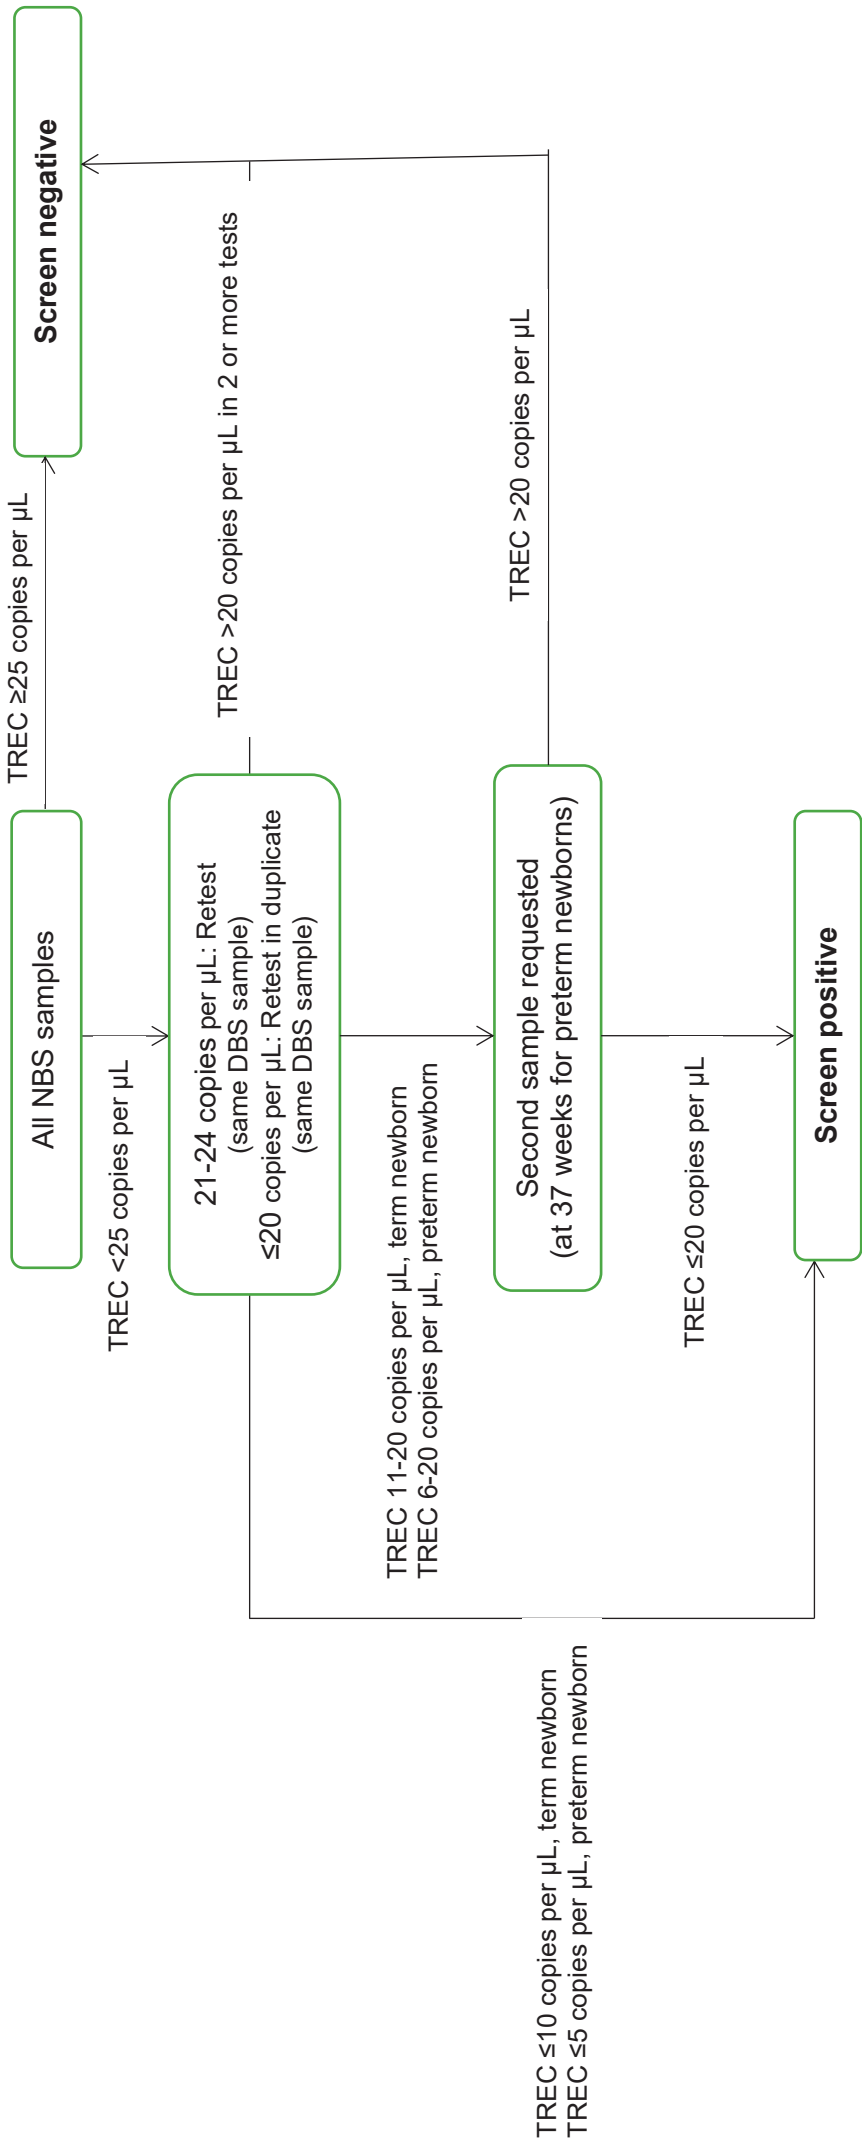 All NBS samples
TREC ≥25 copies per µL
Screen negative
TREC <25 copies per µL
21-24 copies per µL: Retest
(same DBS sample)
≤20 copies per µL: Retest in duplicate
(same DBS sample)
TREC >20 copies per µL in 2 or more tests
TREC 11-20 copies per µL, term newborn
TREC 6-20 copies per µL, preterm newborn
Second sample requested
(at 37 weeks for preterm newborns)
TREC >20 copies per µL
TREC ≤10 copies per µL, term newborn
TREC ≤5 copies per µL, preterm newborn
TREC ≤20 copies per µL
Screen positive